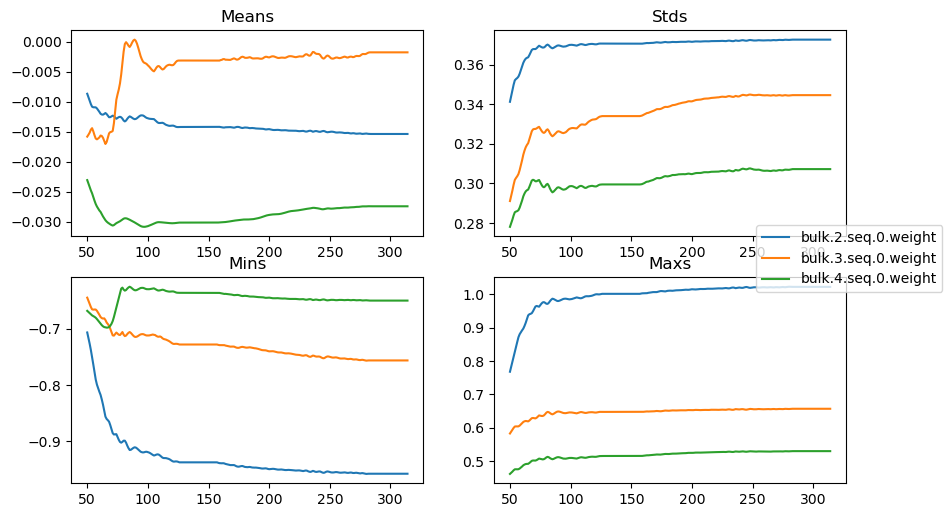 Means
Stds
0.000
−0.005
−0.010
−0.015
−0.020
−0.025
−0.030
50 100 150 200 250 300
0.36
0.34
0.32
0.30
0.28
50 100 150 200 250 300
bulk.2.seq.0.weight
bulk.3.seq.0.weight
bulk.4.seq.0.weight
Mins
Maxs
−0.7
−0.8
−0.9
50 100 150 200 250 300
1.0
0.9
0.8
0.7
0.6
0.5
50 100 150 200 250 300